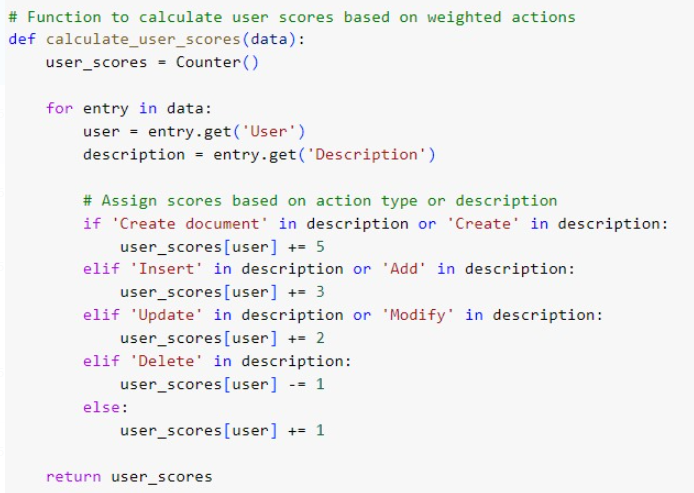 # Function to calculate user scores based on weighted actions
def calculate_user_scores(data):
    user_scores = Counter()

    for entry in data:
        user = entry.get('User')
        description = entry.get('Description')

        # Assign scores based on action type or description
        if 'Create document' in description or 'Create' in description:
            user_scores[user] += 5
        elif 'Insert' in description or 'Add' in description:
            user_scores[user] += 3
        elif 'Update' in description or 'Modify' in description:
            user_scores[user] += 2
        elif 'Delete' in description:
            user_scores[user] -= 1
        else:
            user_scores[user] += 1

    return user_scores